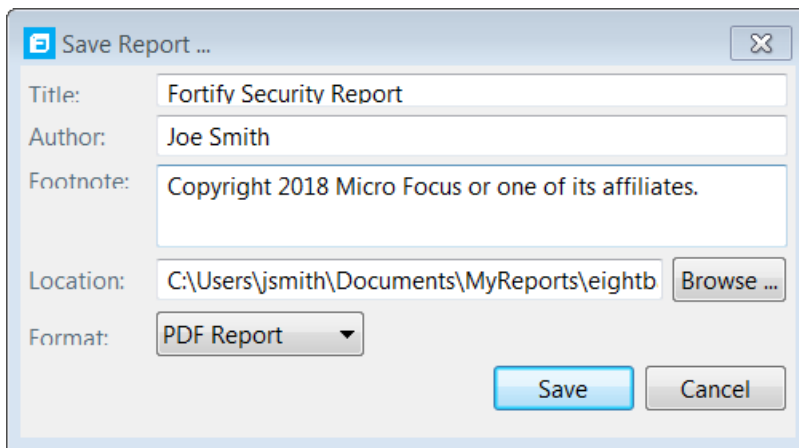 Save Report ...
Title: Fortify Security Report
Author: Joe Smith
Footnote: Copyright 2018 Micro Focus or one of its affiliates.
Location: C:\Users\jsmith\Documents\MyReports\eightb Browse ...
Format: PDF Report
Save Cancel